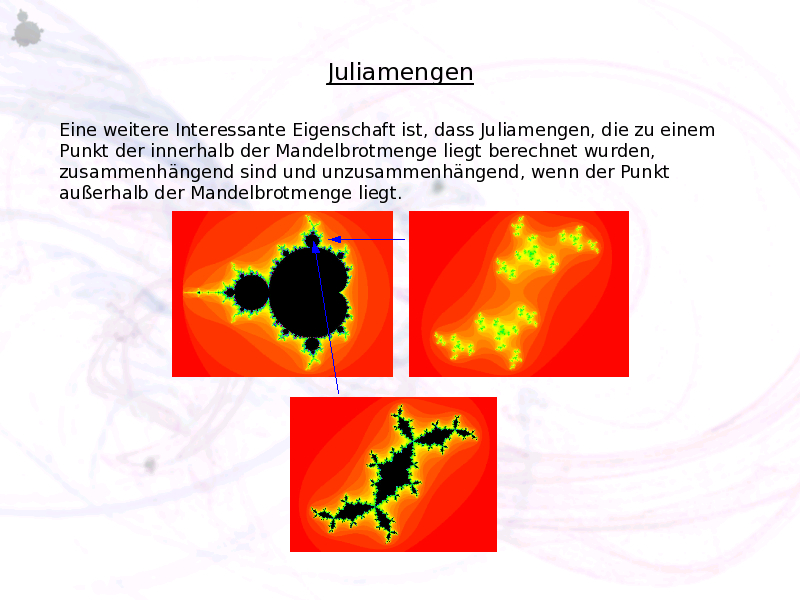 Juliamengen
Eine weitere Interessante Eigenschaft ist, dass Juliamengen, die zu einem
Punkt der innerhalb der Mandelbrotmenge liegt berechnet wurden,
zusammenhängend sind und unzusammenhängend, wenn der Punkt
außerhalb der Mandelbrotmenge liegt.